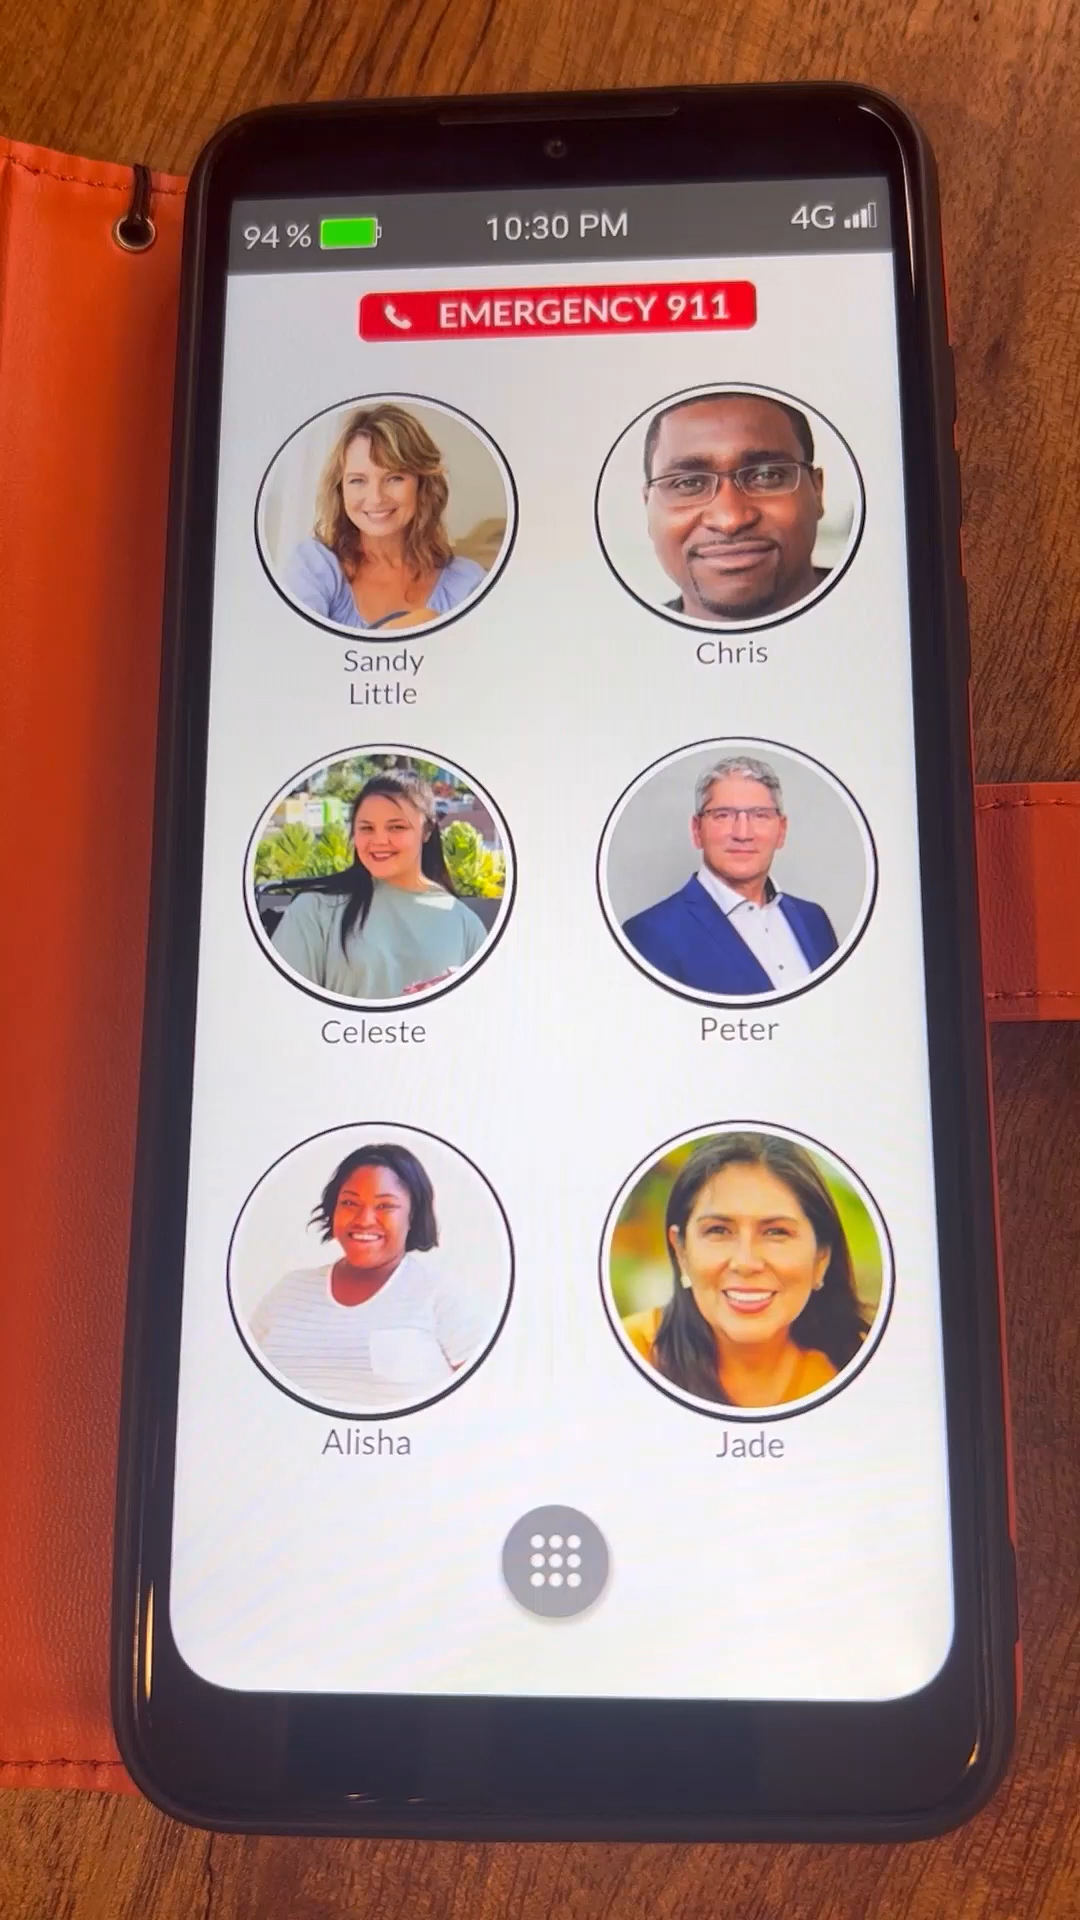 94 % 10:30 PM 4G
EMERGENCY 911
Sandy
Little
Chris
Celeste
Peter
Alisha
Jade